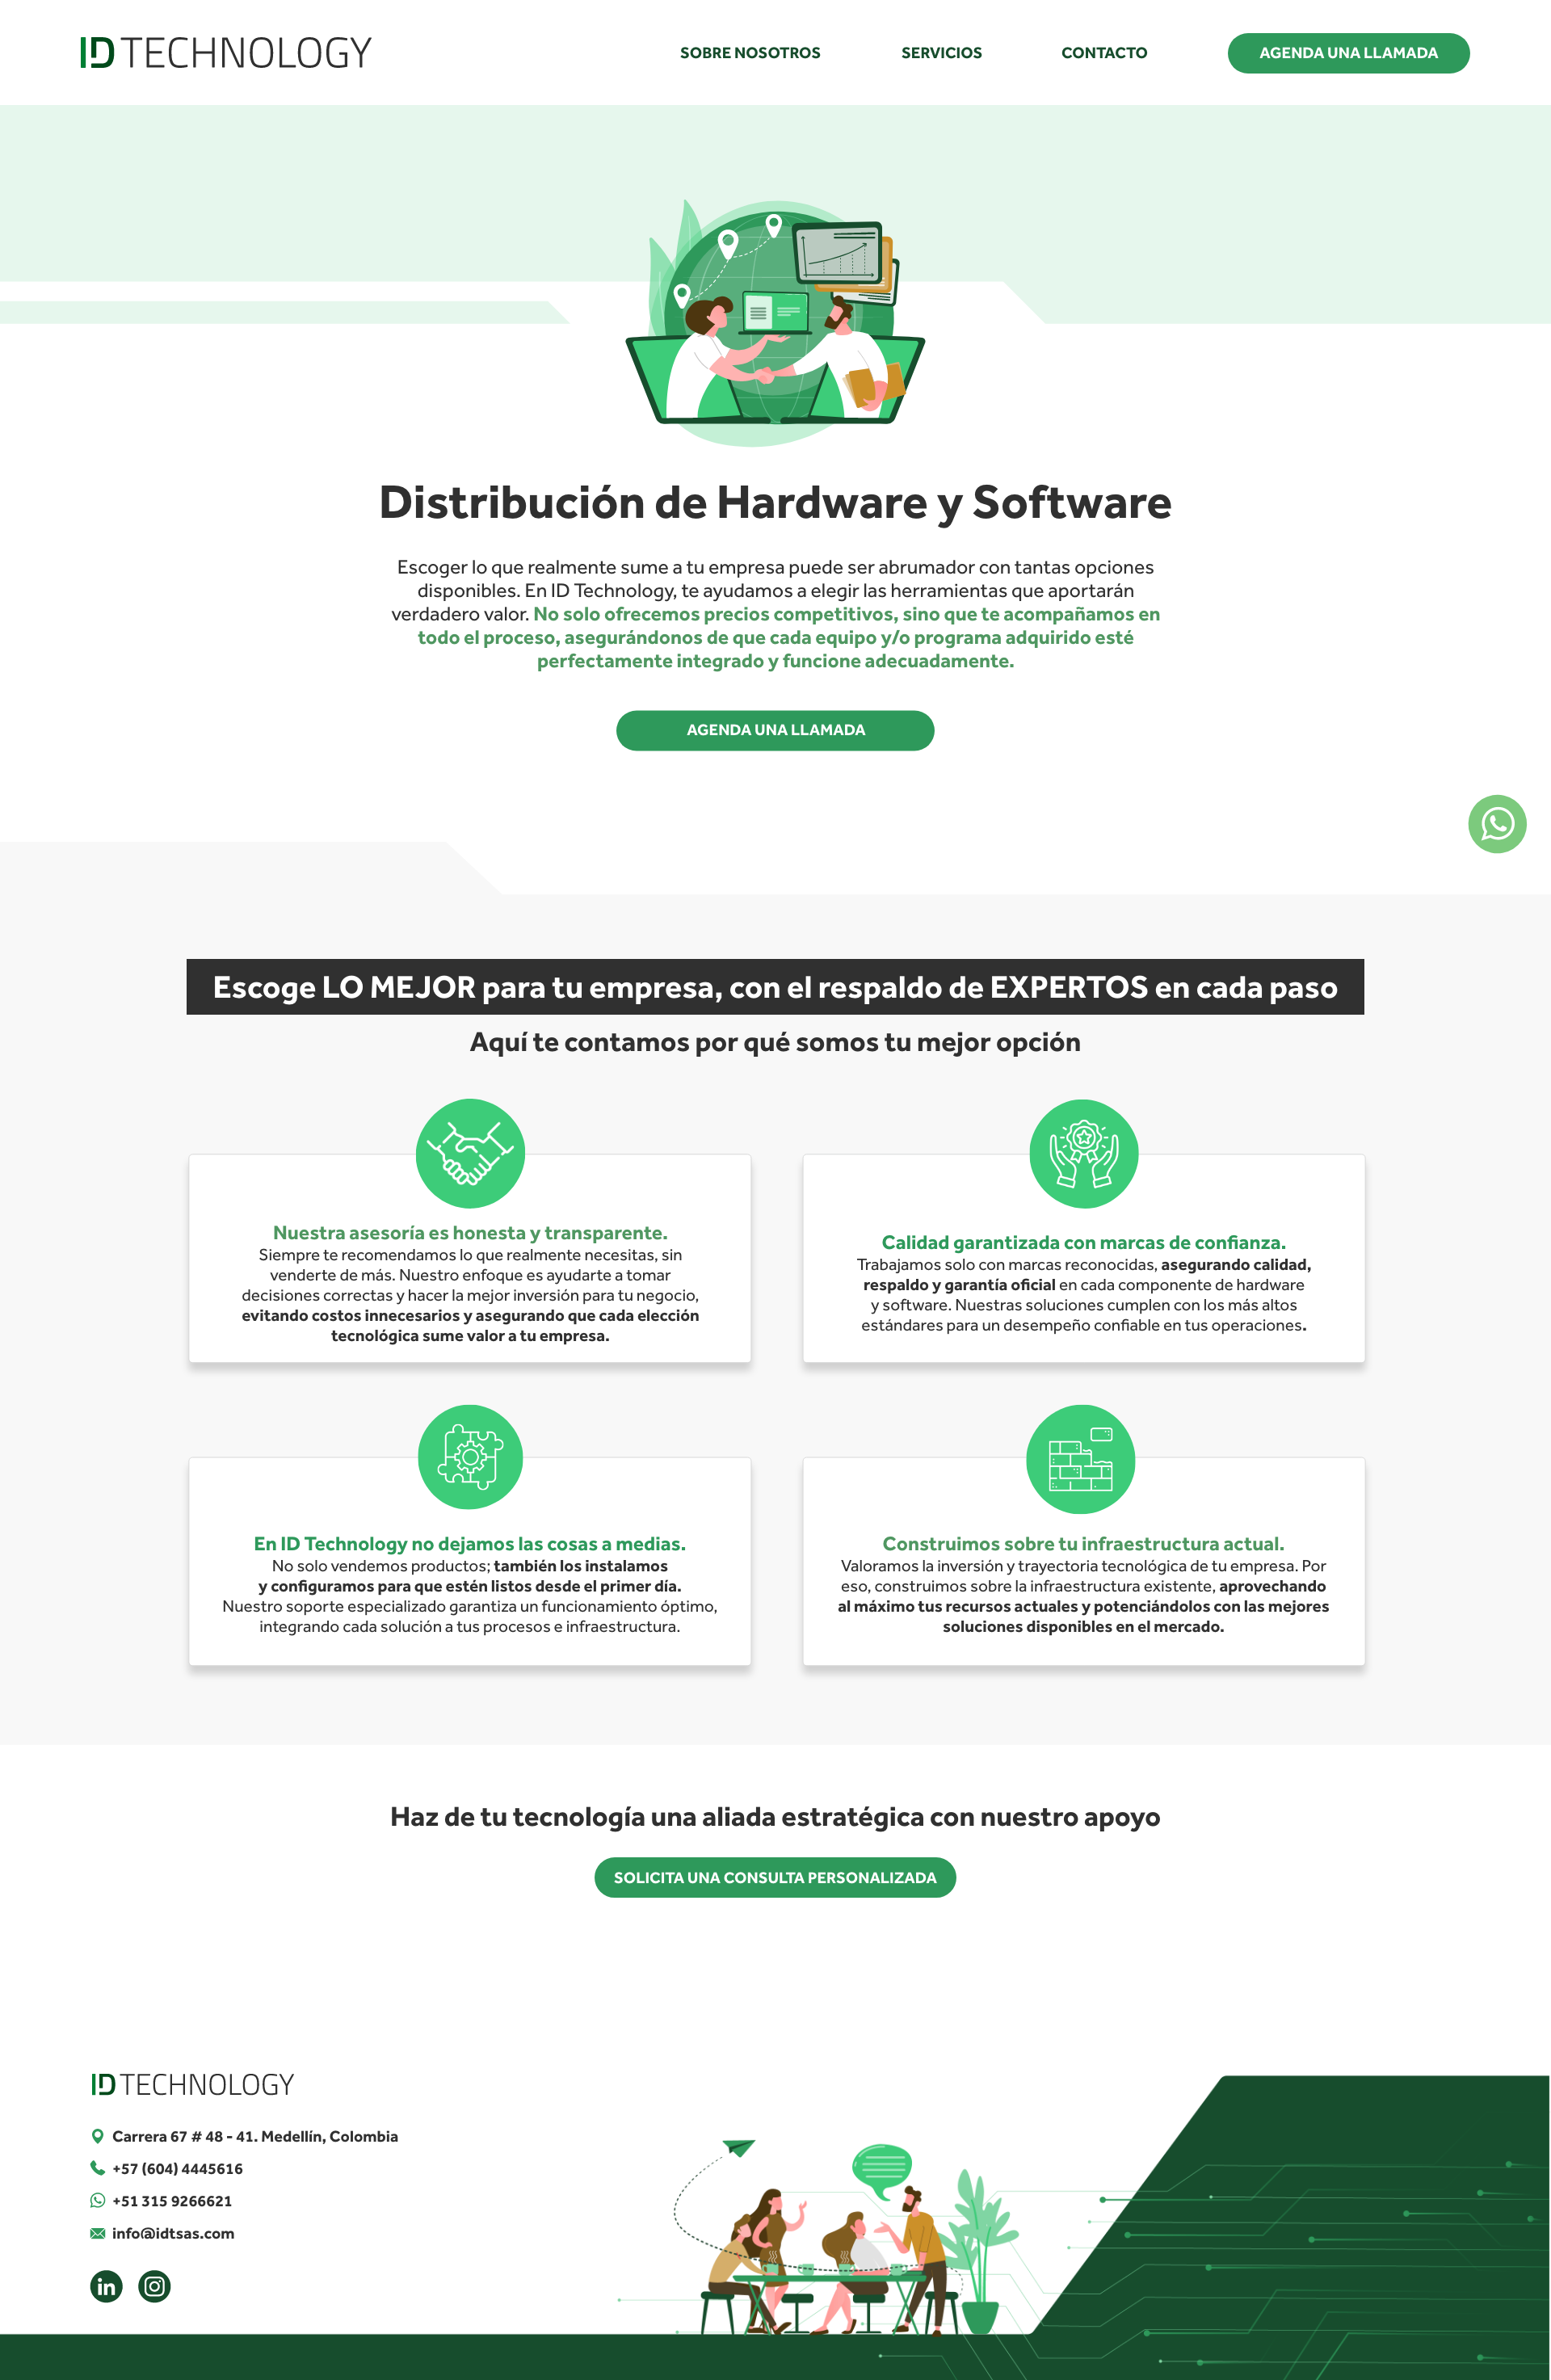 ID TECHNOLOGY
SOBRE NOSOTROS
SERVICIOS
CONTACTO
AGENDA UNA LLAMADA
Distribución de Hardware y Software
Escoger lo que realmente sume a tu empresa puede ser abrumador con tantas opciones
disponibles. En ID Technology, te ayudamos a elegir las herramientas que aportarán
verdadero valor. No solo ofrecemos precios competitivos, sino que te acompañamos en
todo el proceso, asegurándonos de que cada equipo y/o programa adquirido esté
perfectamente integrado y funcione adecuadamente.
AGENDA UNA LLAMADA
Escoge LO MEJOR para tu empresa, con el respaldo de EXPERTOS en cada paso
Aquí te contamos por qué somos tu mejor opción
Nuestra asesoría es honesta y transparente.
Siempre te recomendamos lo que realmente necesitas, sin
venderte de más. Nuestro enfoque es ayudarte a tomar
decisiones correctas y hacer la mejor inversión para tu negocio,
evitando costos innecesarios y asegurando que cada elección
tecnológica sume valor a tu empresa.
Calidad garantizada con marcas de confianza.
Trabajamos solo con marcas reconocidas, asegurando calidad,
respaldo y garantía oficial en cada componente de hardware
y software. Nuestras soluciones cumplen con los más altos
estándares para un desempeño confiable en tus operaciones.
En ID Technology no dejamos las cosas a medias.
No solo vendemos productos; también los instalamos
y configuramos para que estén listos desde el primer día.
Nuestro soporte especializado garantiza un funcionamiento óptimo,
integrando cada solución a tus procesos e infraestructura.
Construimos sobre tu infraestructura actual.
Valoramos la inversión y trayectoria tecnológica de tu empresa. Por
eso, construimos sobre la infraestructura existente, aprovechando
al máximo tus recursos actuales y potenciándolos con las mejores
soluciones disponibles en el mercado.
Haz de tu tecnología una aliada estratégica con nuestro apoyo
SOLICITA UNA CONSULTA PERSONALIZADA
ID TECHNOLOGY
Carrera 67 # 48 - 41. Medellín, Colombia
+57 (604) 4445616
+51 315 9266621
info@idtsas.com
in